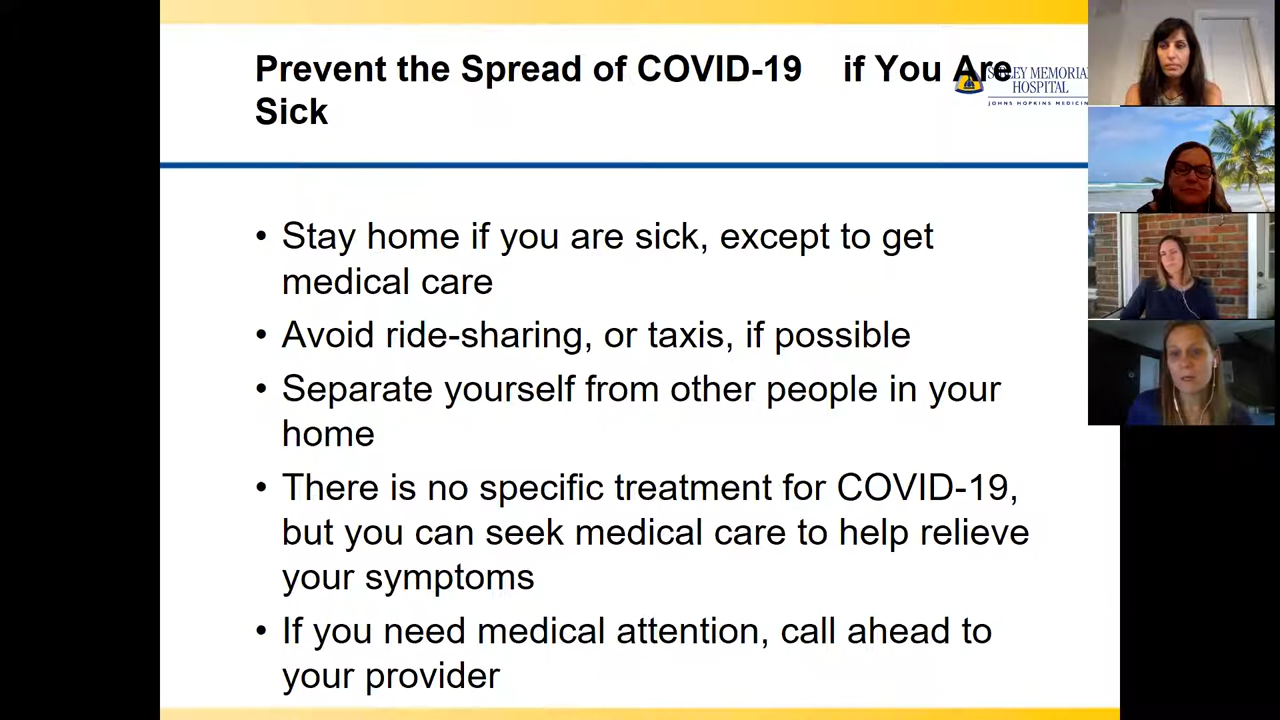 Prevent the Spread of COVID-19 if You Are
Sick
SIBLEY MEMORIAL
HOSPITAL
JOHNS HOPKINS MEDICIN
• Stay home if you are sick, except to get
medical care
• Avoid ride-sharing, or taxis, if possible
• Separate yourself from other people in your
home
• There is no specific treatment for COVID-19,
but you can seek medical care to help relieve
your symptoms
• If you need medical attention, call ahead to
your provider